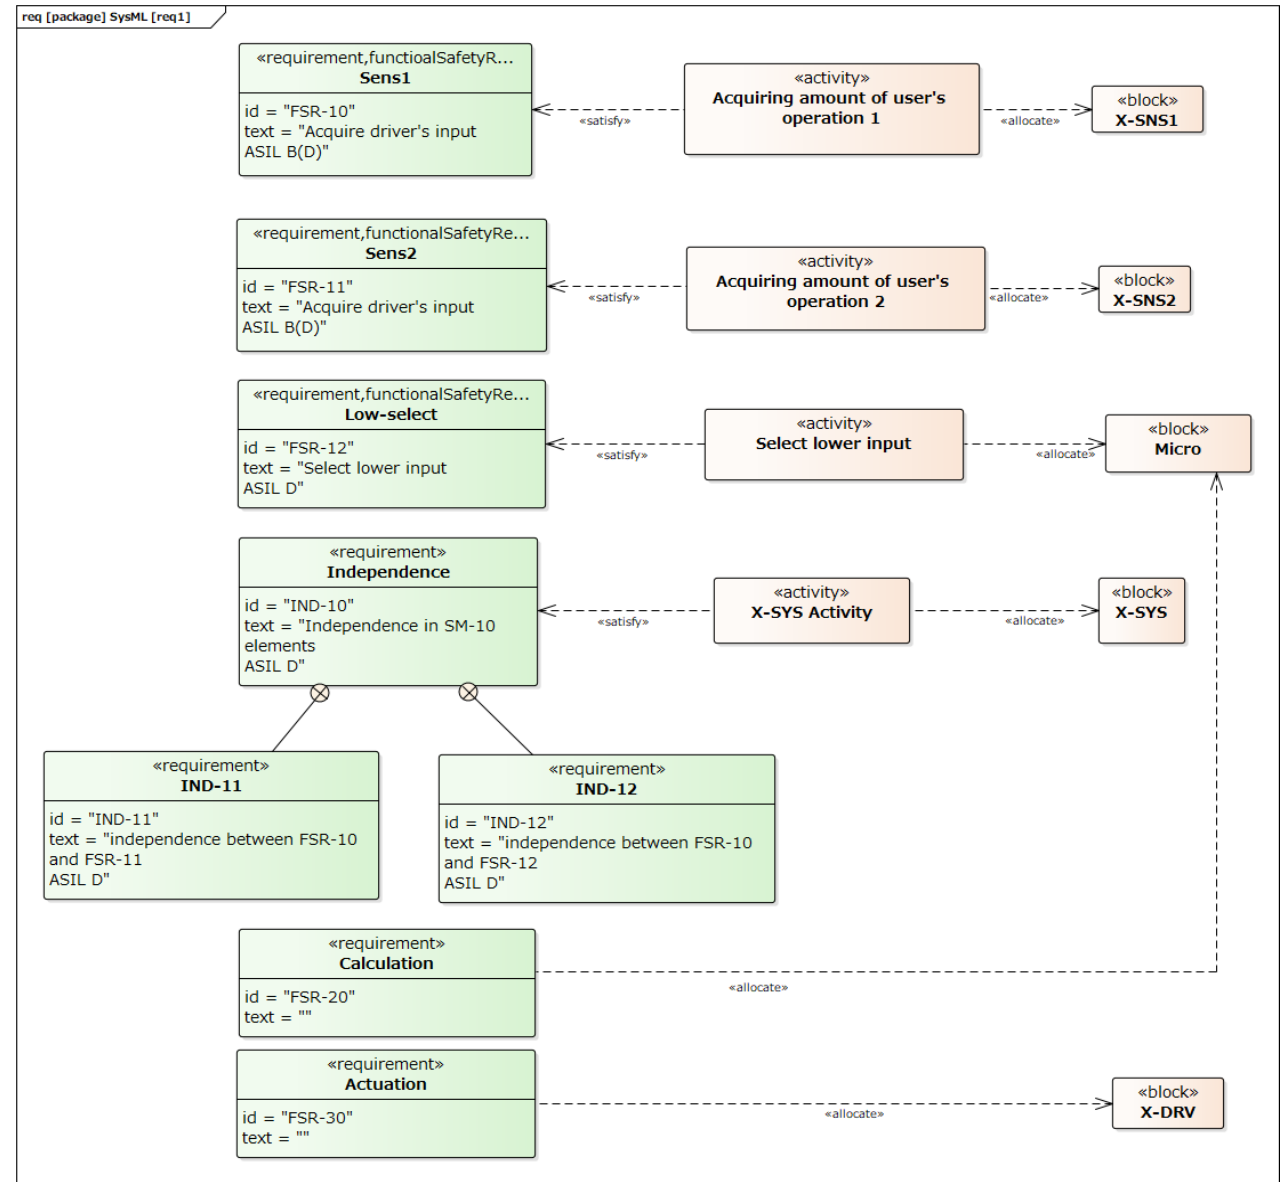 req [package] SysML [req1]
«requirement,functioalSafetyR...
Sens1
id = "FSR-10"
text = "Acquire driver's input
ASIL B(D)"
«satisfy»
«activity»
Acquiring amount of user's
operation 1
«allocate»
«block»
X-SNS1
«requirement,functionalSafetyRe...
Sens2
id = "FSR-11"
text = "Acquire driver's input
ASIL B(D)"
«satisfy»
«activity»
Acquiring amount of user's
operation 2
«allocate»
«block»
X-SNS2
«requirement,functionalSafetyRe...
Low-select
id = "FSR-12"
text = "Select lower input
ASIL D"
«satisfy»
«activity»
Select lower input
«allocate»
«block»
Micro
«requirement»
Independence
id = "IND-10"
text = "Independence in SM-10
elements
ASIL D"
«satisfy»
«activity»
X-SYS Activity
«allocate»
«block»
X-SYS
«requirement»
IND-11
id = "IND-11"
text = "independence between FSR-10
and FSR-11
ASIL D"
«requirement»
IND-12
id = "IND-12"
text = "independence between FSR-10
and FSR-12
ASIL D"
«requirement»
Calculation
id = "FSR-20"
text = ""
«allocate»
«requirement»
Actuation
id = "FSR-30"
text = ""
«allocate»
«block»
X-DRV